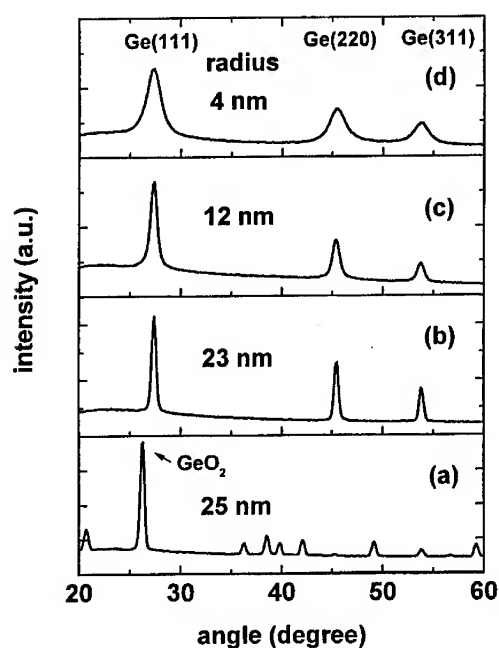 Ge(111) Ge(220) Ge(311)
radius
4 nm
(d)
12 nm
(c)
23 nm
(b)
GeO₂
25 nm
(a)
intensity (a.u.)
20 30 40 50 60
angle (degree)